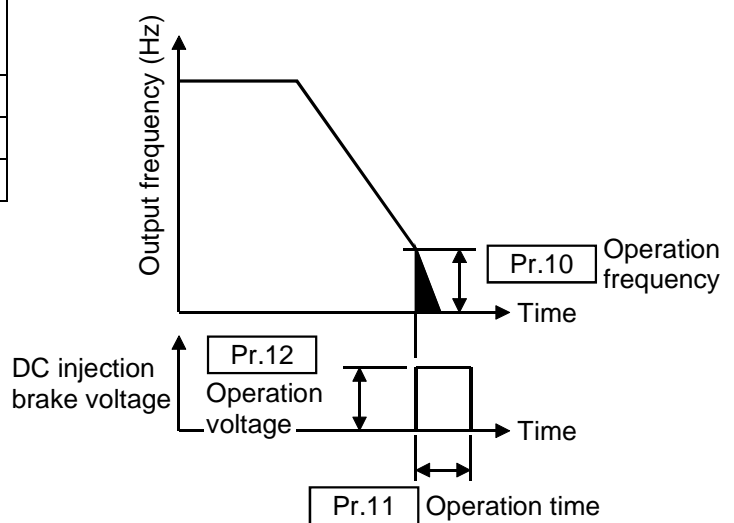 Output frequency (Hz)
Pr.10
Operation
frequency
Time
DC injection
brake voltage
Pr.12
Operation
voltage
Time
Pr.11
Operation time